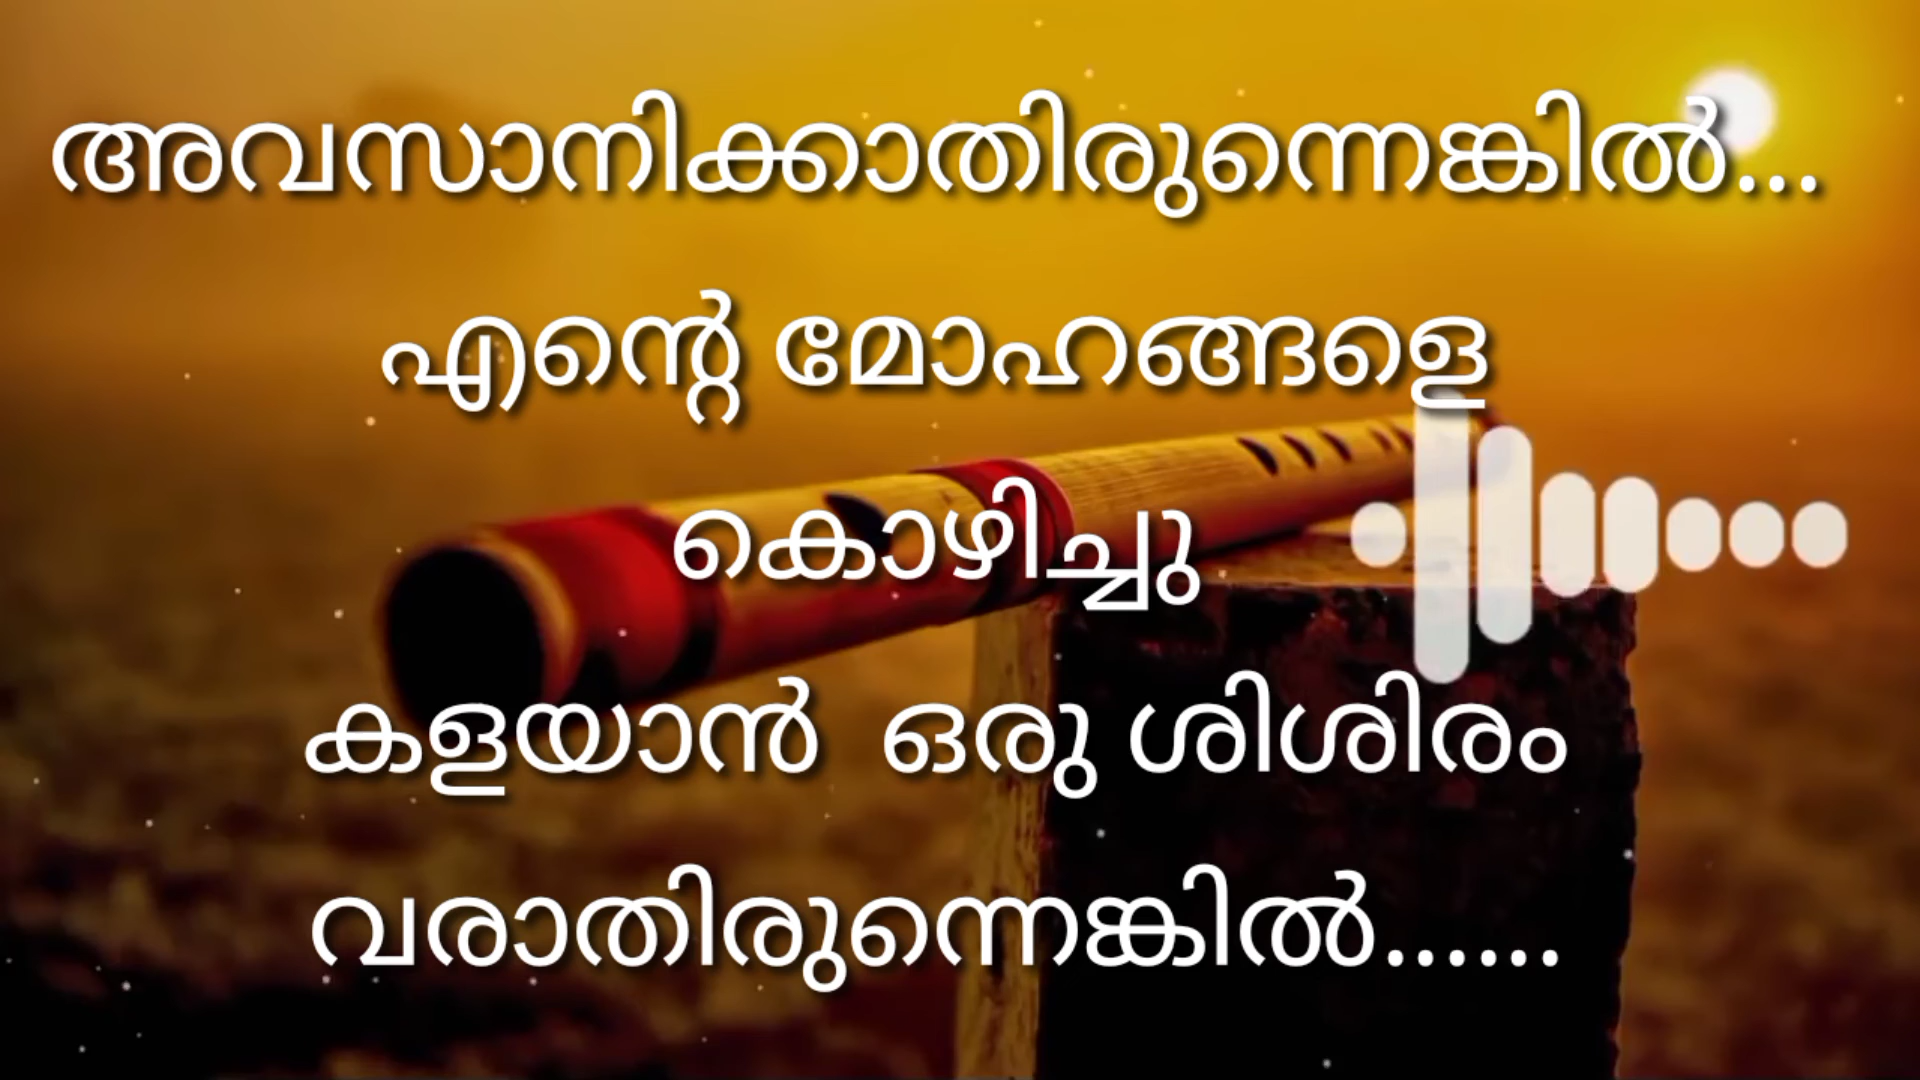 അവസാനിക്കാതിരുന്നെങ്കിൽ...
എന്റെ മോഹങ്ങളെ
കൊഴിച്ചു
കളയാൻ ഒരു ശിശിരം
വരാതിരുന്നെങ്കിൽ......